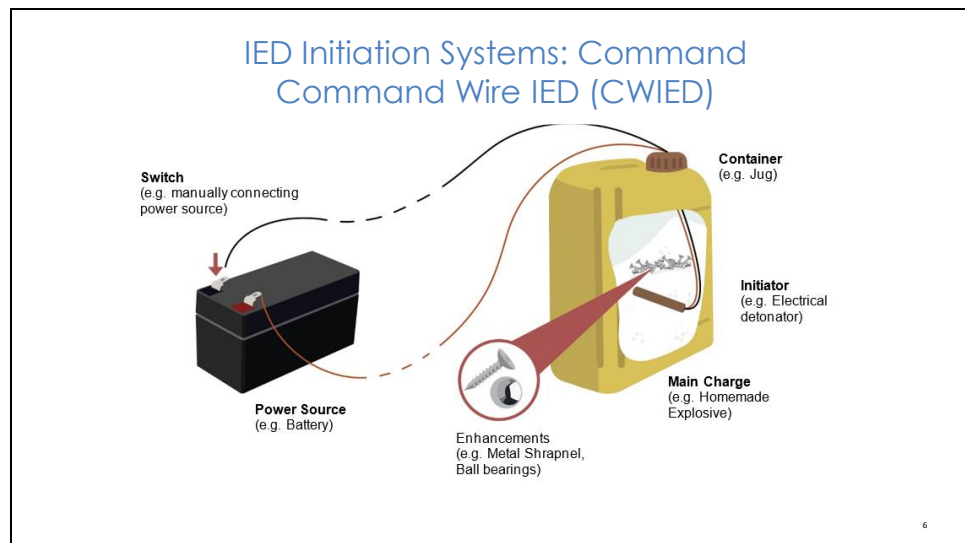 IED Initiation Systems: Command
Command Wire IED (CWIED)
Switch
(e.g. manually connecting
power source)
Container
(e.g. Jug)
Initiator
(e.g. Electrical
detonator)
Main Charge
(e.g. Homemade
Explosive)
Power Source
(e.g. Battery)
Enhancements
(e.g. Metal Shrapnel,
Ball bearings)
6